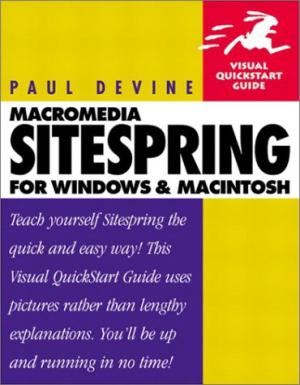 PAUL DEVINE
VISUAL
QUICKSTART
GUIDE
MACROMEDIA
SITESPRING
FOR WINDOWS & MACINTOSH
Teach yourself Sitespring the
quick and easy way! This
Visual QuickStart Guide uses
pictures rather than lengthy
explanations. You'll be up
and running in no time!